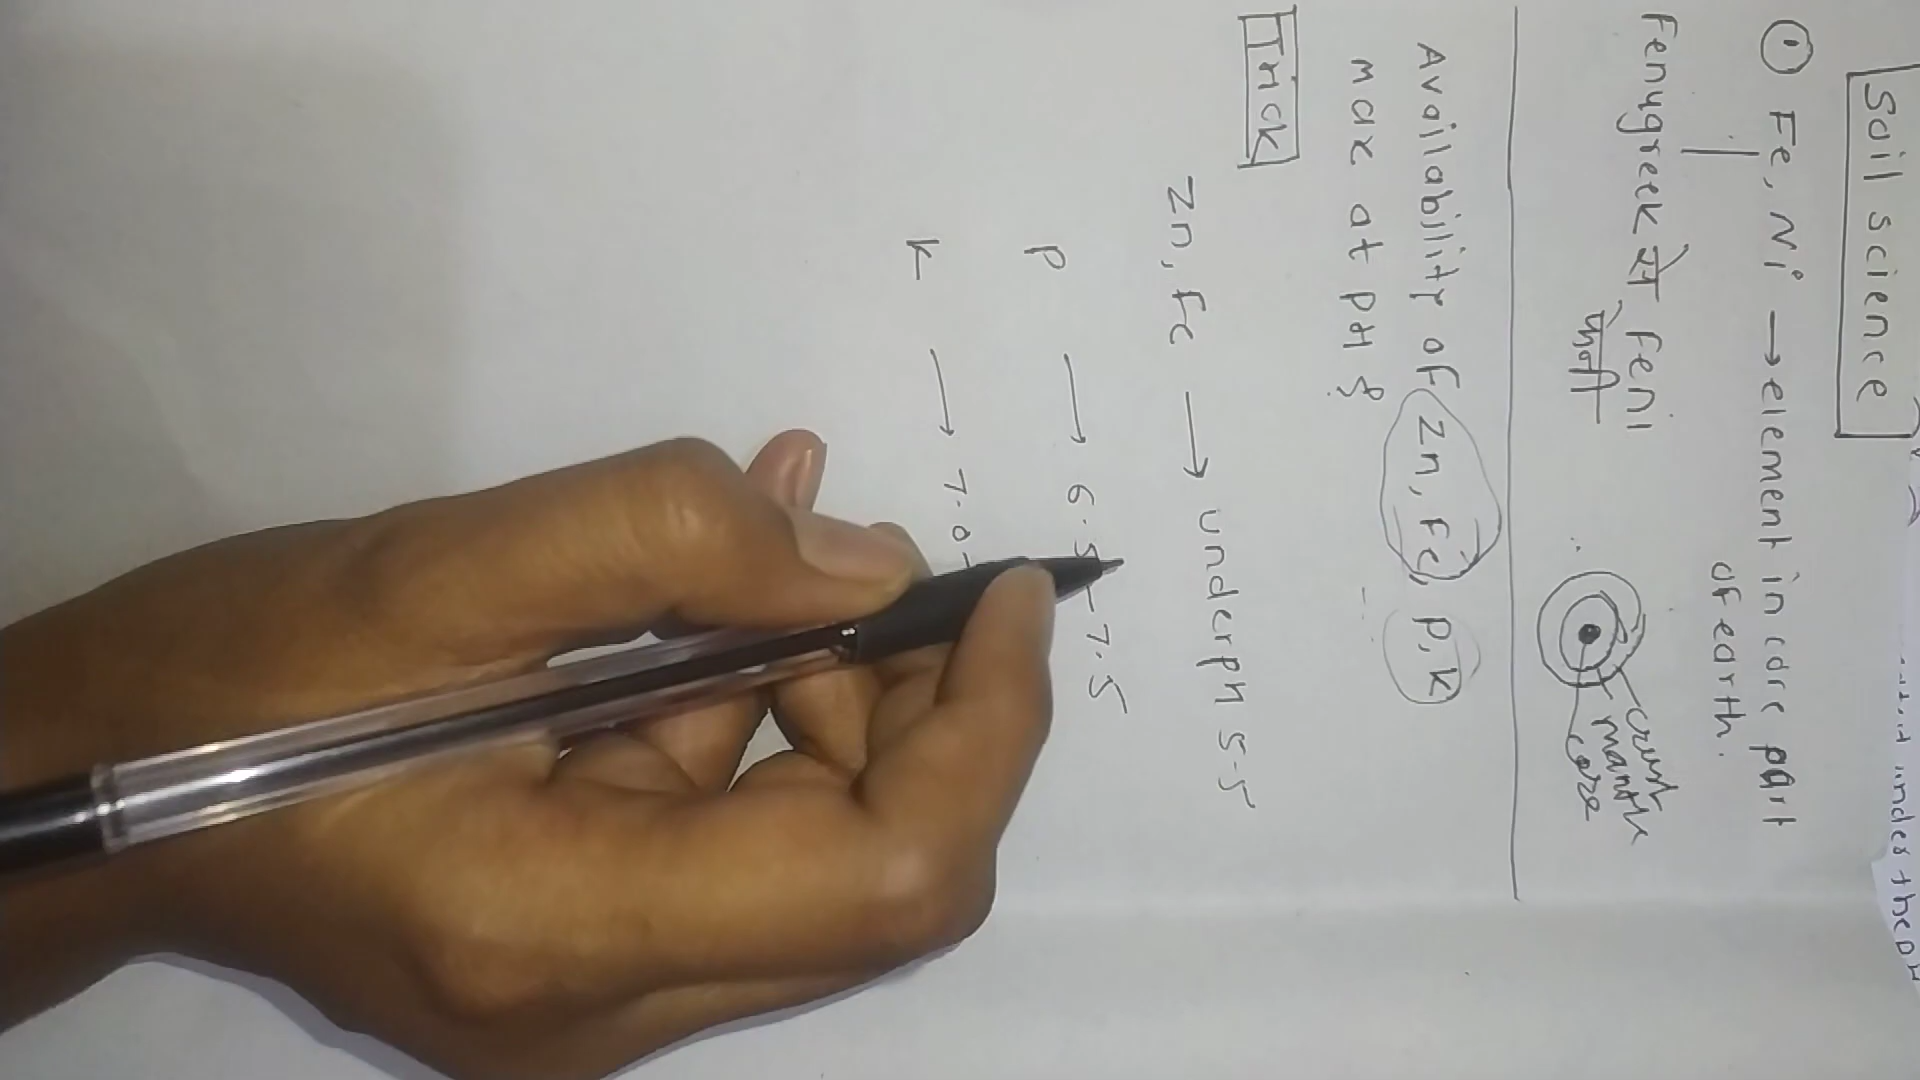 Soil science
① Fe, Ni → element in core part
of earth.
Fenugreek से Feni
crust
mantle
core
Availability of Zn, Fe, P, K
max at pH
Trick
Zn, Fe → under pH 5.5
P → 6.5-7.5
K → 7.0-